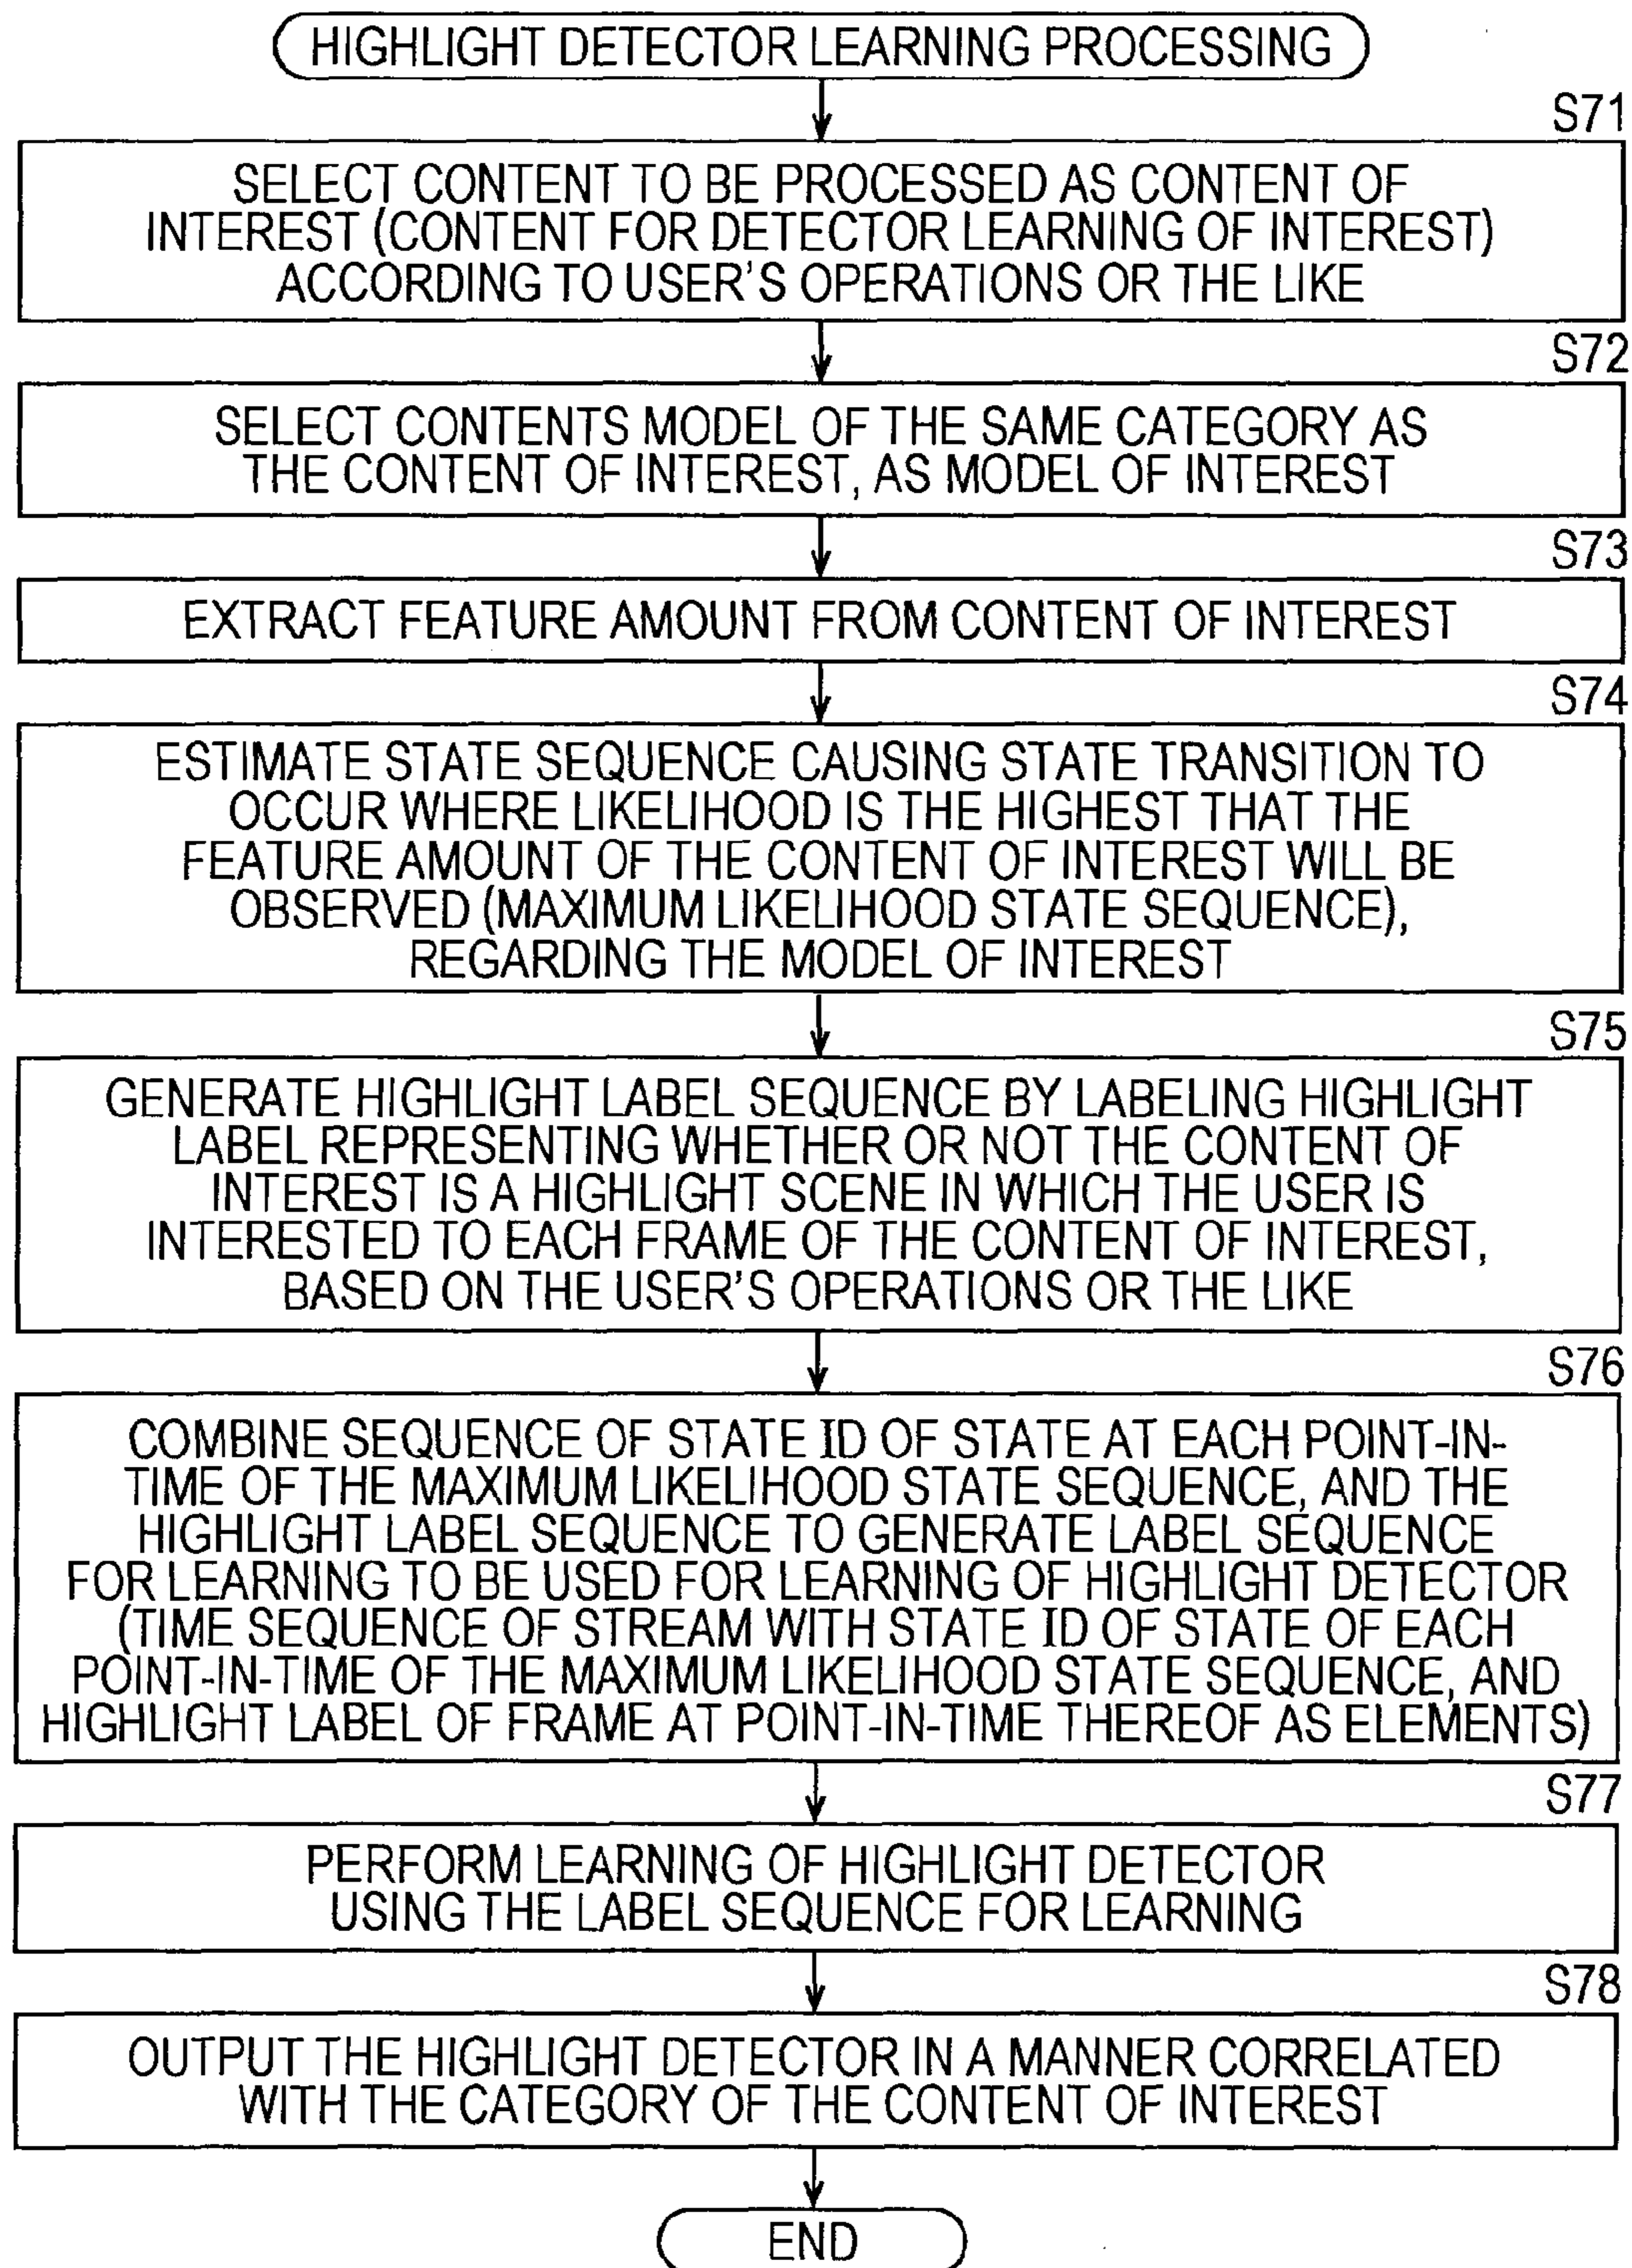 HIGHLIGHT DETECTOR LEARNING PROCESSING
S71
SELECT CONTENT TO BE PROCESSED AS CONTENT OF
INTEREST (CONTENT FOR DETECTOR LEARNING OF INTEREST)
ACCORDING TO USER'S OPERATIONS OR THE LIKE
S72
SELECT CONTENTS MODEL OF THE SAME CATEGORY AS
THE CONTENT OF INTEREST, AS MODEL OF INTEREST
S73
EXTRACT FEATURE AMOUNT FROM CONTENT OF INTEREST
S74
ESTIMATE STATE SEQUENCE CAUSING STATE TRANSITION TO
OCCUR WHERE LIKELIHOOD IS THE HIGHEST THAT THE
FEATURE AMOUNT OF THE CONTENT OF INTEREST WILL BE
OBSERVED (MAXIMUM LIKELIHOOD STATE SEQUENCE),
REGARDING THE MODEL OF INTEREST
S75
GENERATE HIGHLIGHT LABEL SEQUENCE BY LABELING HIGHLIGHT
LABEL REPRESENTING WHETHER OR NOT THE CONTENT OF
INTEREST IS A HIGHLIGHT SCENE IN WHICH THE USER IS
INTERESTED TO EACH FRAME OF THE CONTENT OF INTEREST,
BASED ON THE USER'S OPERATIONS OR THE LIKE
S76
COMBINE SEQUENCE OF STATE ID OF STATE AT EACH POINT-IN-
TIME OF THE MAXIMUM LIKELIHOOD STATE SEQUENCE, AND THE
HIGHLIGHT LABEL SEQUENCE TO GENERATE LABEL SEQUENCE
FOR LEARNING TO BE USED FOR LEARNING OF HIGHLIGHT DETECTOR
(TIME SEQUENCE OF STREAM WITH STATE ID OF STATE OF EACH
POINT-IN-TIME OF THE MAXIMUM LIKELIHOOD STATE SEQUENCE, AND
HIGHLIGHT LABEL OF FRAME AT POINT-IN-TIME THEREOF AS ELEMENTS)
S77
PERFORM LEARNING OF HIGHLIGHT DETECTOR
USING THE LABEL SEQUENCE FOR LEARNING
S78
OUTPUT THE HIGHLIGHT DETECTOR IN A MANNER CORRELATED
WITH THE CATEGORY OF THE CONTENT OF INTEREST
END